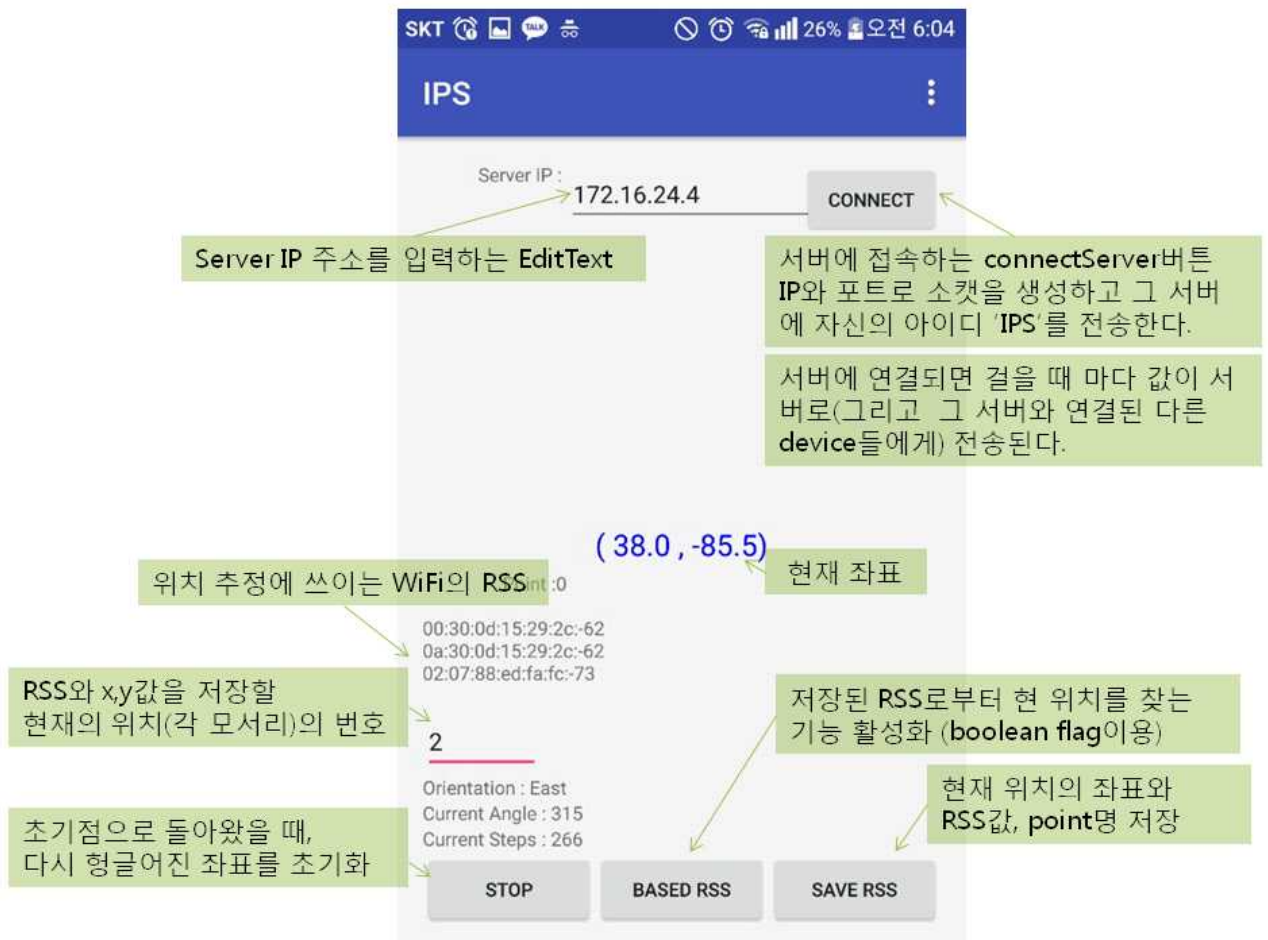 SKT 26% 오전 6:04
IPS
Server IP :
172.16.24.4
CONNECT
Server IP 주소를 입력하는 EditText
서버에 접속하는 connectServer버튼
IP와 포트로 소캣을 생성하고 그 서버
에 자신의 아이디 'IPS'를 전송한다.
서버에 연결되면 걸을 때 마다 값이 서
버로(그리고 그 서버와 연결된 다른
device들에게) 전송된다.
( 38.0 , -85.5)
현재 좌표
위치 추정에 쓰이는 WiFi의 RSS
:0
00:30:0d:15:29:2c:-62
0a:30:0d:15:29:2c:-62
02:07:88:ed:fa:fc:-73
RSS와 x,y값을 저장할
현재의 위치(각 모서리)의 번호
저장된 RSS로부터 현 위치를 찾는
기능 활성화 (boolean flag이용)
2
Orientation : East
Current Angle : 315
Current Steps : 266
현재 위치의 좌표와
RSS값, point명 저장
초기점으로 돌아왔을 때,
다시 헝글어진 좌표를 초기화
STOP
BASED RSS
SAVE RSS